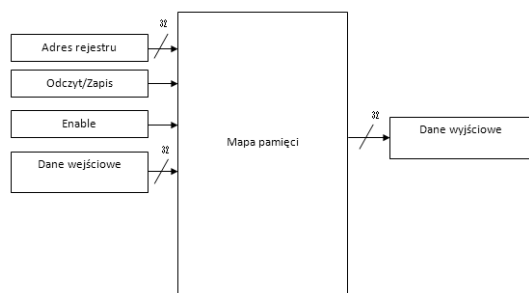 32
Adres rejestru
Odczyt/Zapis
Enable
32
Dane wejściowe
Mapa pamięci
32
Dane wyjściowe